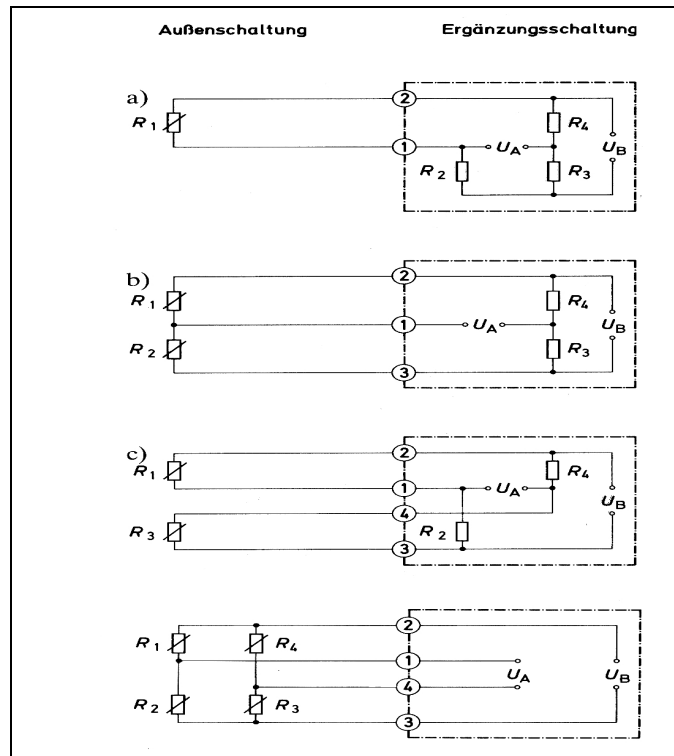 Außenschaltung Ergänzungsschaltung
a) 2
R1 R4
1 UA UB
R2 R3
b) 2
R1 R4
1 UA UB
R2 R3
3
c) 2
R1 R4
1 UA UB
4
R3 R2
3
2
R1 R4
1
UA UB
4
R2 R3
3